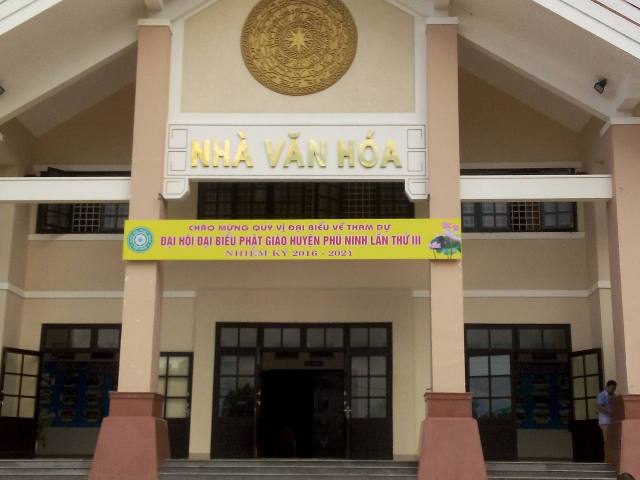 NHÀ VĂN HÓA
CHÀO MỪNG QUÝ VỊ ĐẠI BIỂU VỀ THAM DỰ
ĐẠI HỘI ĐẠI BIỂU PHẬT GIÁO HUYỆN PHÚ NINH LẦN THỨ III
NHIỆM KỲ 2016 - 2021